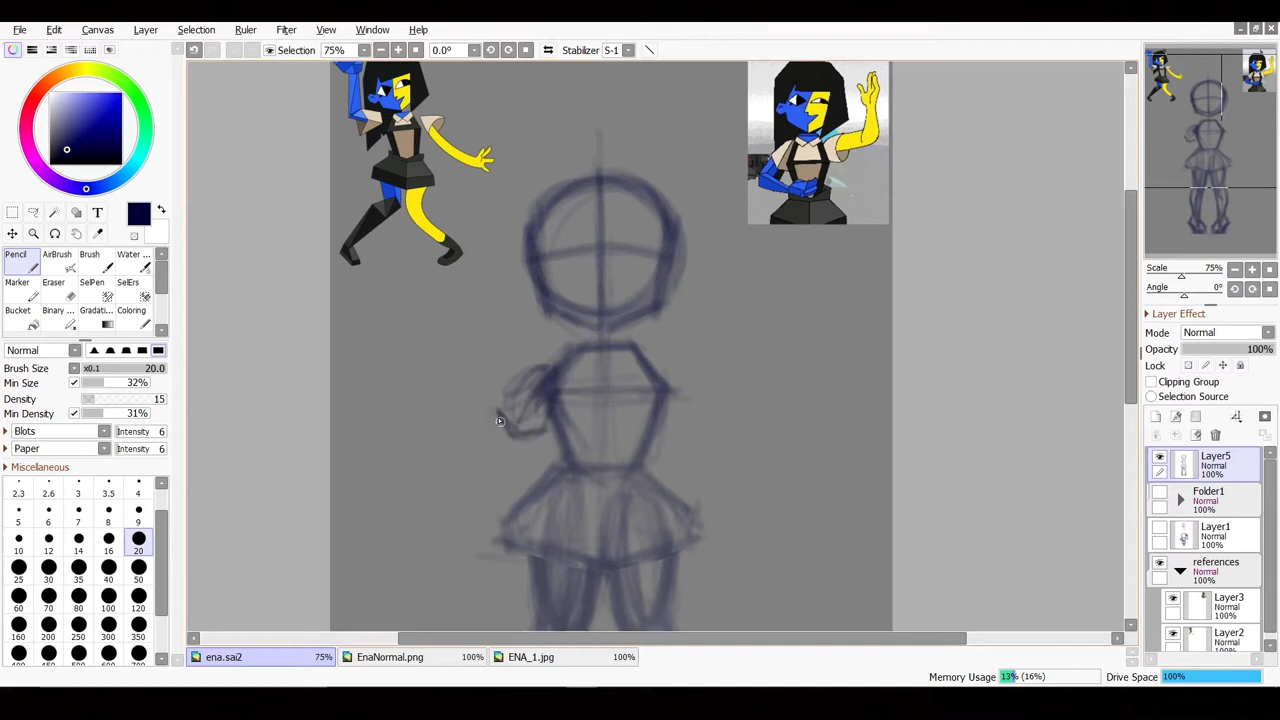 File Edit Canvas Layer Selection Ruler Filter View Window Help
Selection 75% 0.0° Stabilizer S-1
T
Pencil AirBrush Brush Water ...
Marker Eraser SelPen SelErs
Bucket Binary ... Gradati... Coloring
Normal
Brush Size x0.1 20.0
Min Size 32%
Density 15
Min Density 31%
Blots Intensity 6
Paper Intensity 6
Miscellaneous
2.3 2.6 3 3.5 4
5 6 7 8 9
10 12 14 16 20
25 30 35 40 50
60 70 80 100 120
160 200 250 300 350
Scale 75%
Angle 0°
Layer Effect
Mode Normal
Opacity 100%
Lock
Clipping Group
Selection Source
Layer5
Normal
100%
Folder1
Normal
100%
Layer1
Normal
100%
references
Normal
100%
Layer3
Normal
100%
Layer2
Normal
ena.sai2 75% EnaNormal.png 100% ENA_1.jpg 100%
Memory Usage 13% (16%) Drive Space 100%